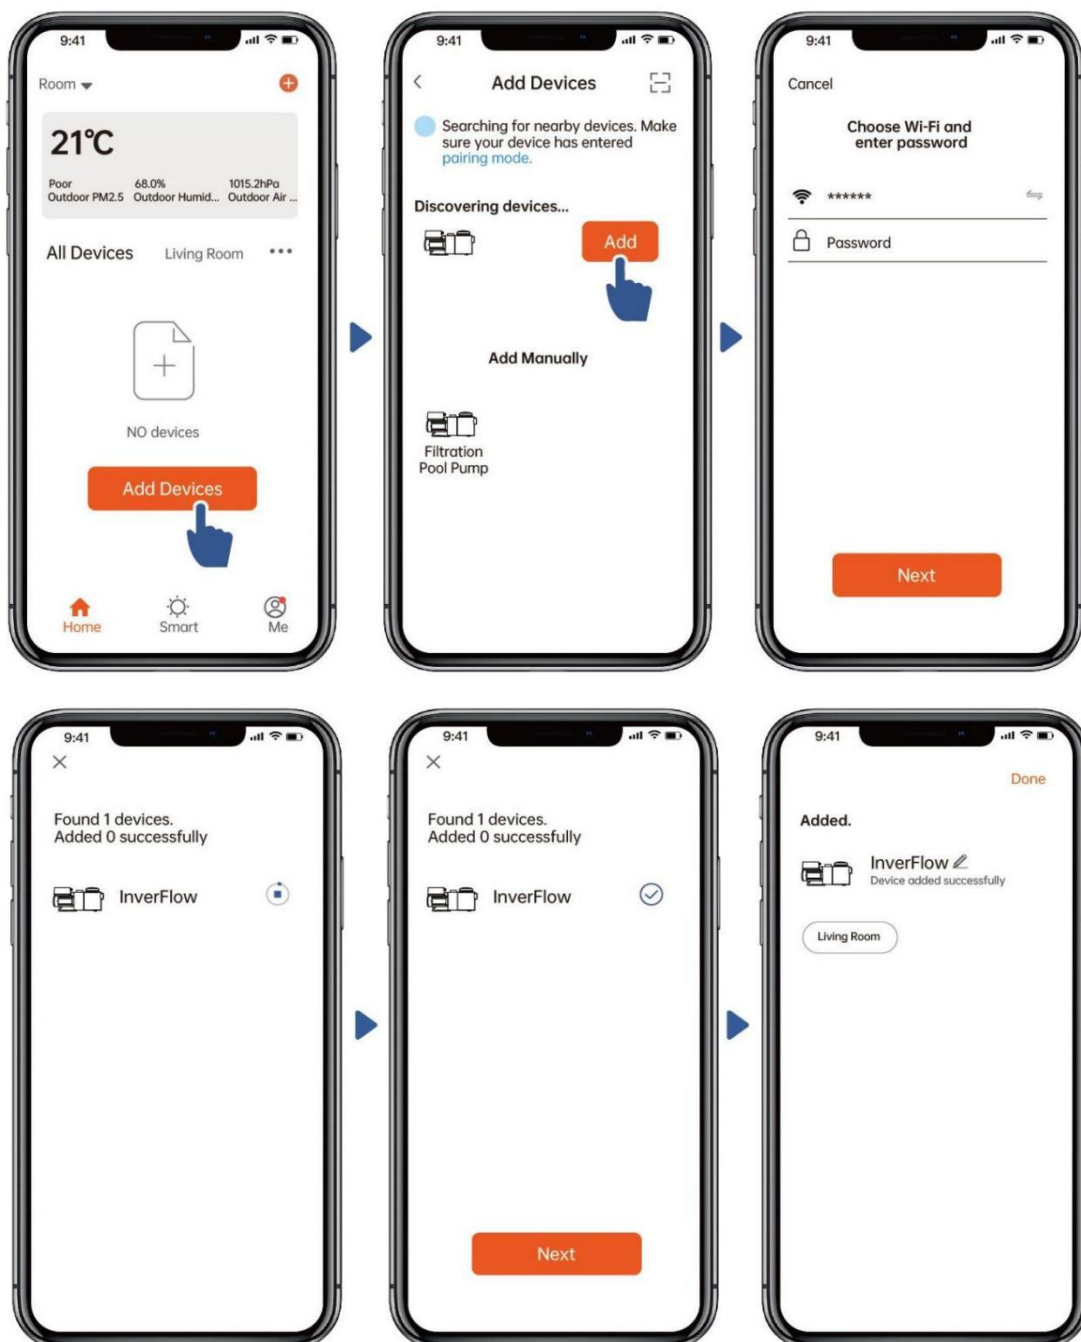 9:41
Room
21℃
Poor 68.0% 1015.2hPa
Outdoor PM2.5 Outdoor Humid... Outdoor Air ...
All Devices Living Room
NO devices
Add Devices
Home Smart Me
9:41
Add Devices
Searching for nearby devices. Make
sure your device has entered
pairing mode.
Discovering devices...
Add
Add Manually
Filtration
Pool Pump
9:41
Cancel
Choose Wi-Fi and
enter password
******
Password
Next
9:41
Found 1 devices.
Added 0 successfully
InverFlow
9:41
Found 1 devices.
Added 0 successfully
InverFlow
Next
9:41
Done
Added.
InverFlow
Device added successfully
Living Room